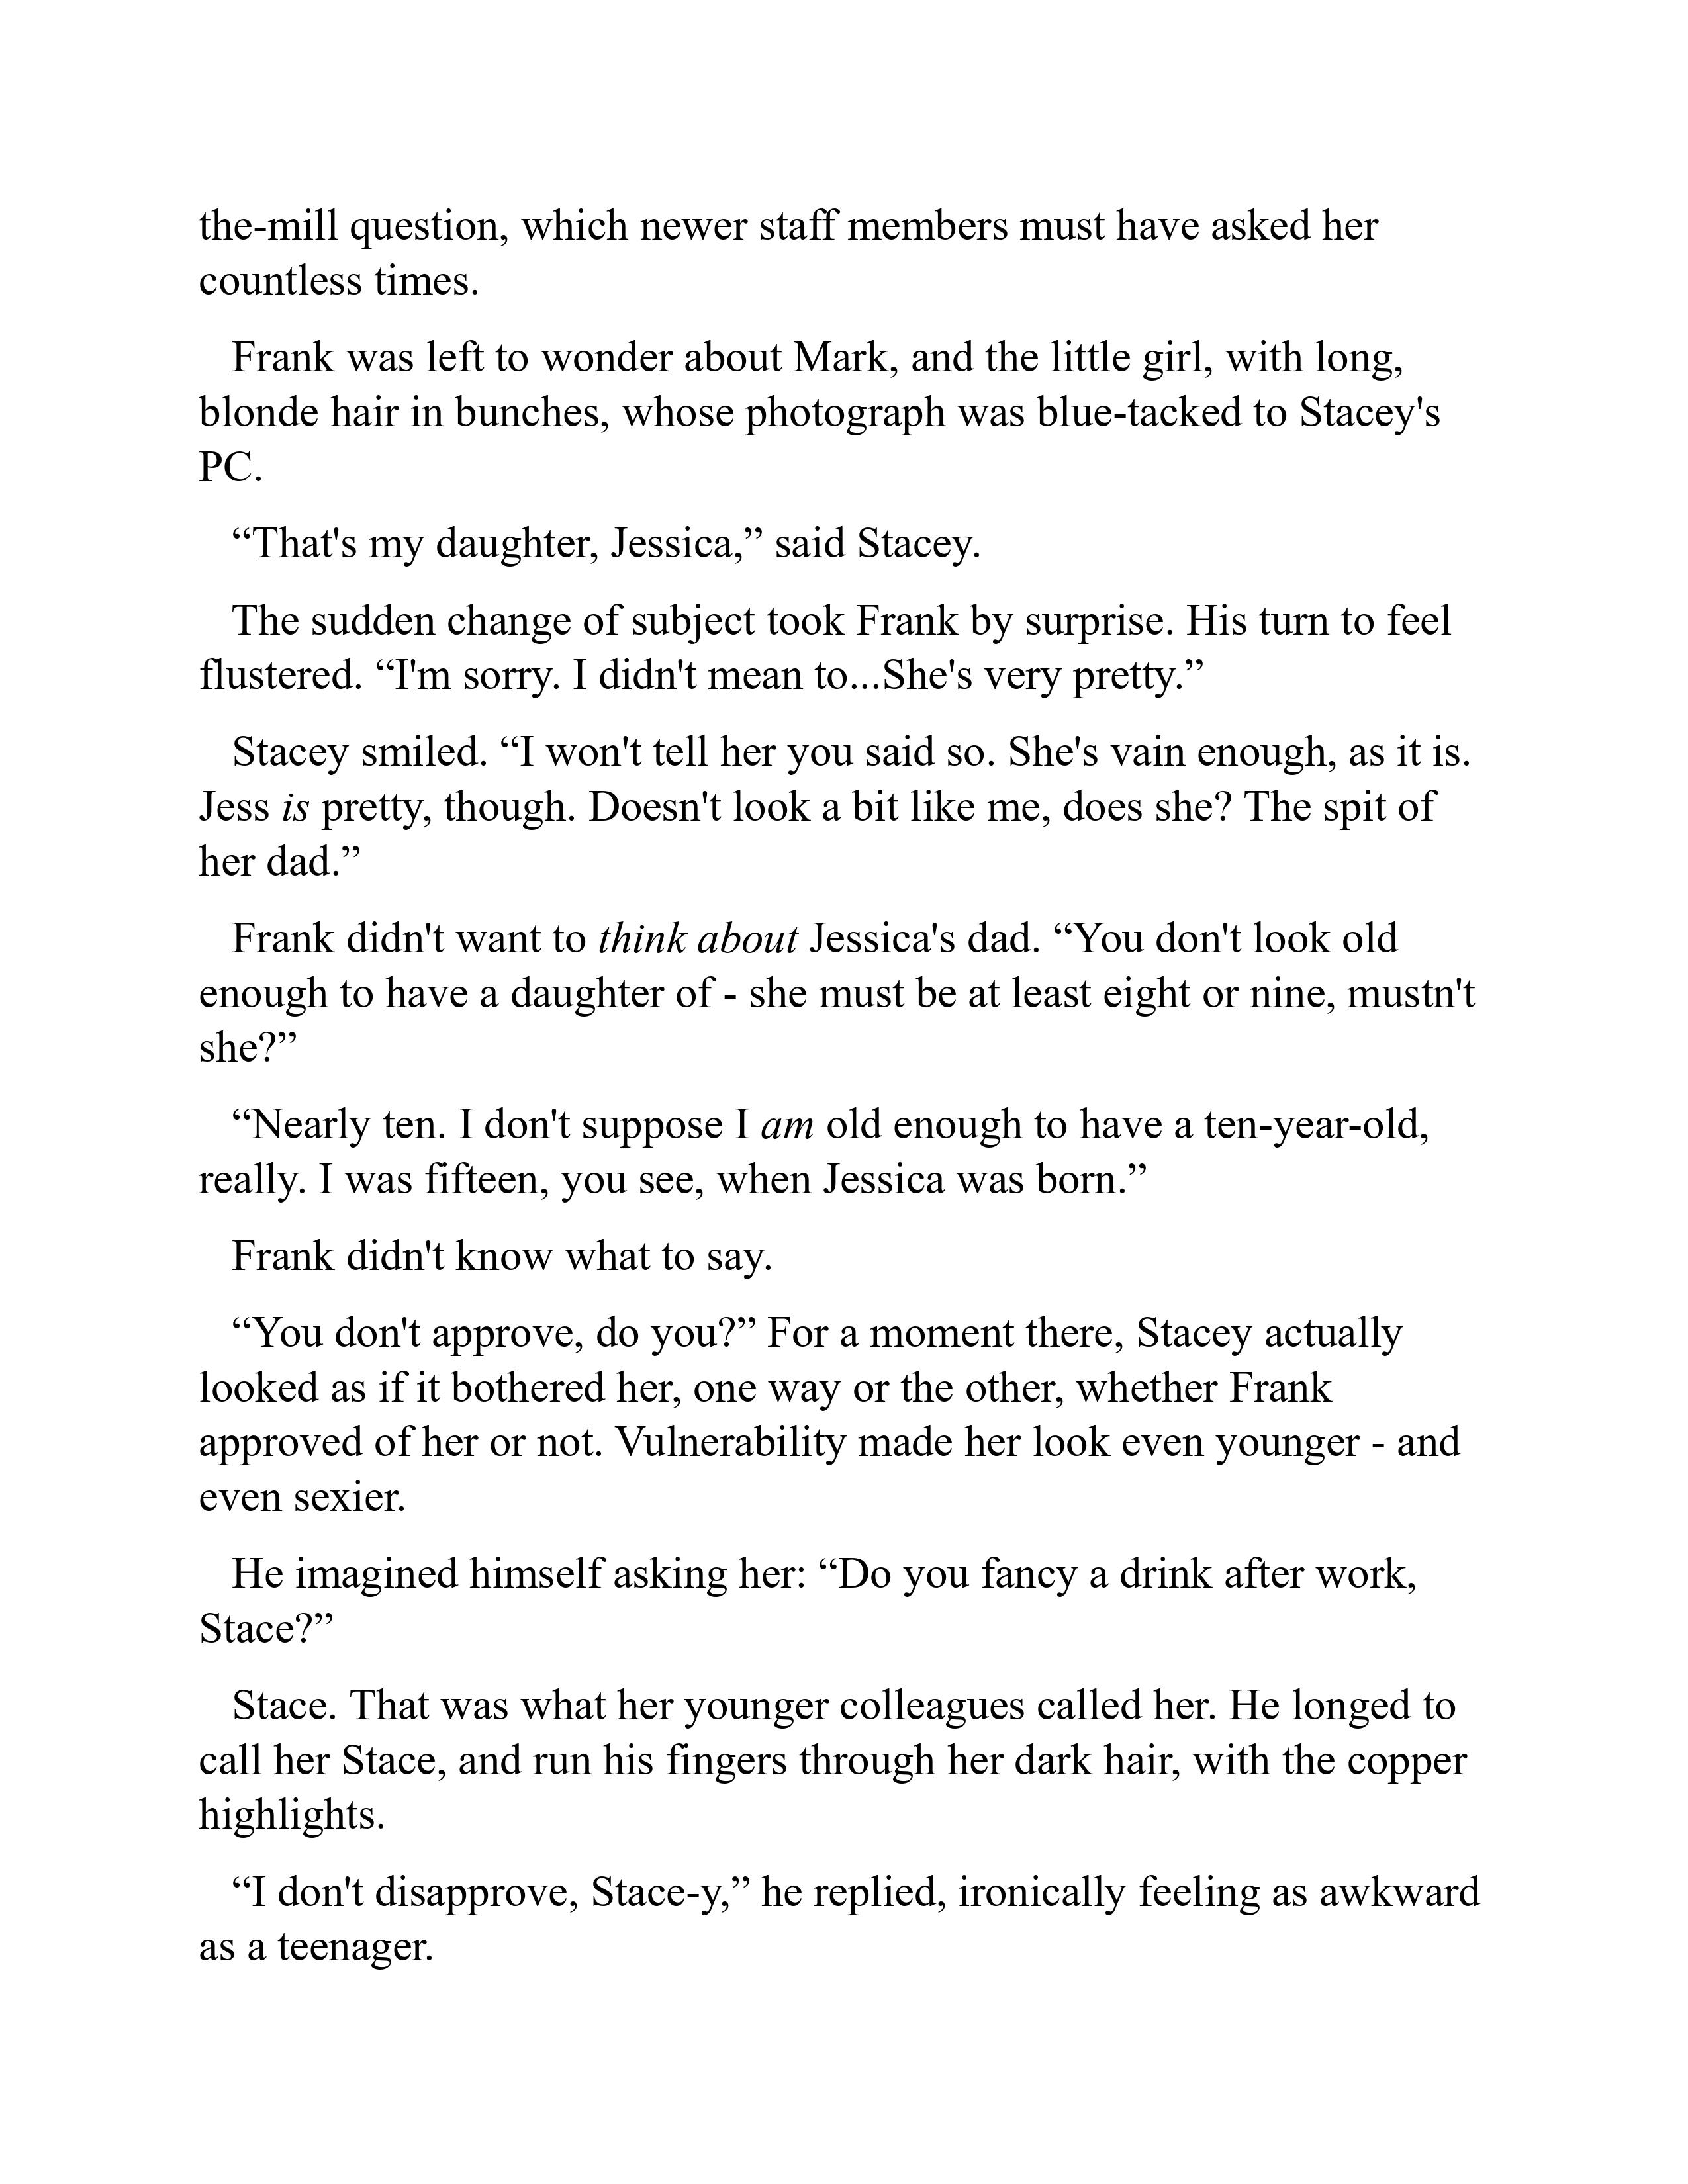 the-mill question, which newer staff members must have asked her
countless times.
Frank was left to wonder about Mark, and the little girl, with long,
blonde hair in bunches, whose photograph was blue-tacked to Stacey's
PC.
“That's my daughter, Jessica,” said Stacey.
The sudden change of subject took Frank by surprise. His turn to feel
flustered. “I'm sorry. I didn't mean to...She's very pretty.”
Stacey smiled. “I won't tell her you said so. She's vain enough, as it is.
Jess is pretty, though. Doesn't look a bit like me, does she? The spit of
her dad.”
Frank didn't want to think about Jessica's dad. “You don't look old
enough to have a daughter of - she must be at least eight or nine, mustn't
she?”
“Nearly ten. I don't suppose I am old enough to have a ten-year-old,
really. I was fifteen, you see, when Jessica was born.”
Frank didn't know what to say.
“You don't approve, do you?” For a moment there, Stacey actually
looked as if it bothered her, one way or the other, whether Frank
approved of her or not. Vulnerability made her look even younger - and
even sexier.
He imagined himself asking her: “Do you fancy a drink after work,
Stace?”
Stace. That was what her younger colleagues called her. He longed to
call her Stace, and run his fingers through her dark hair, with the copper
highlights.
“I don't disapprove, Stace-y,” he replied, ironically feeling as awkward
as a teenager.